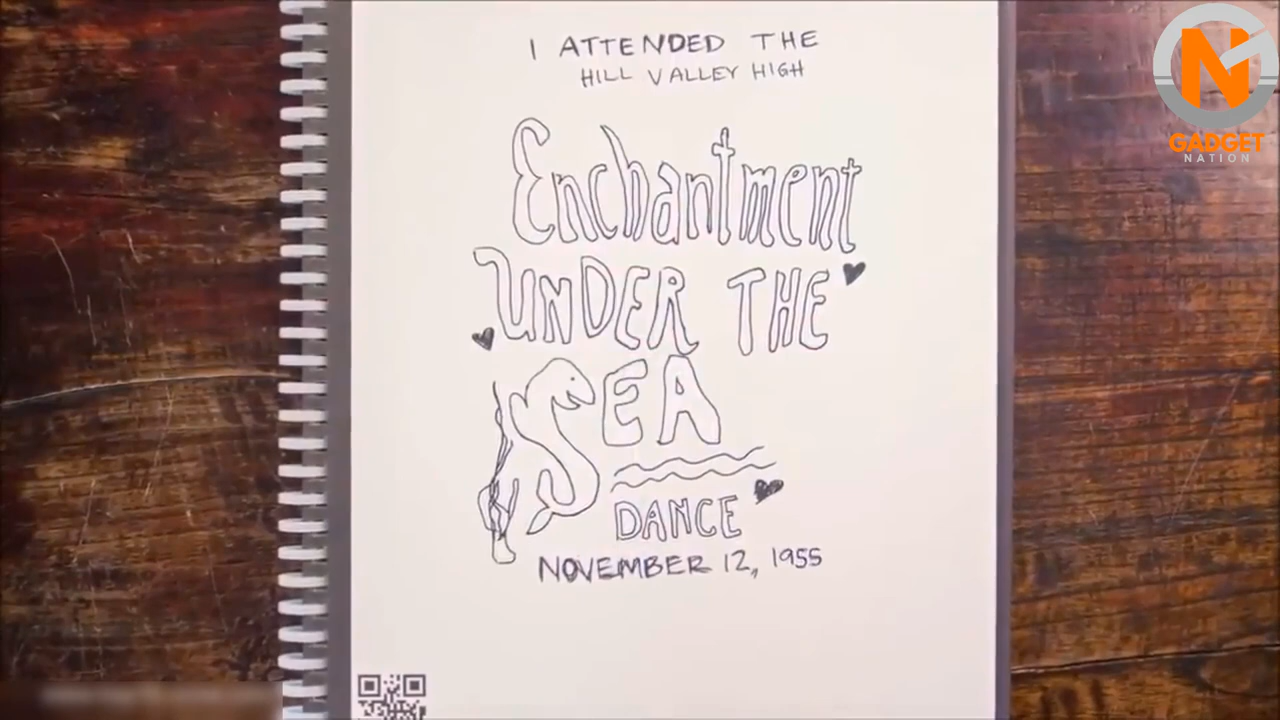 I ATTENDED THE
HILL VALLEY HIGH
Enchantment
UNDER THE
SEA
DANCE
NOVEMBER 12, 1955
GADGET
NATION